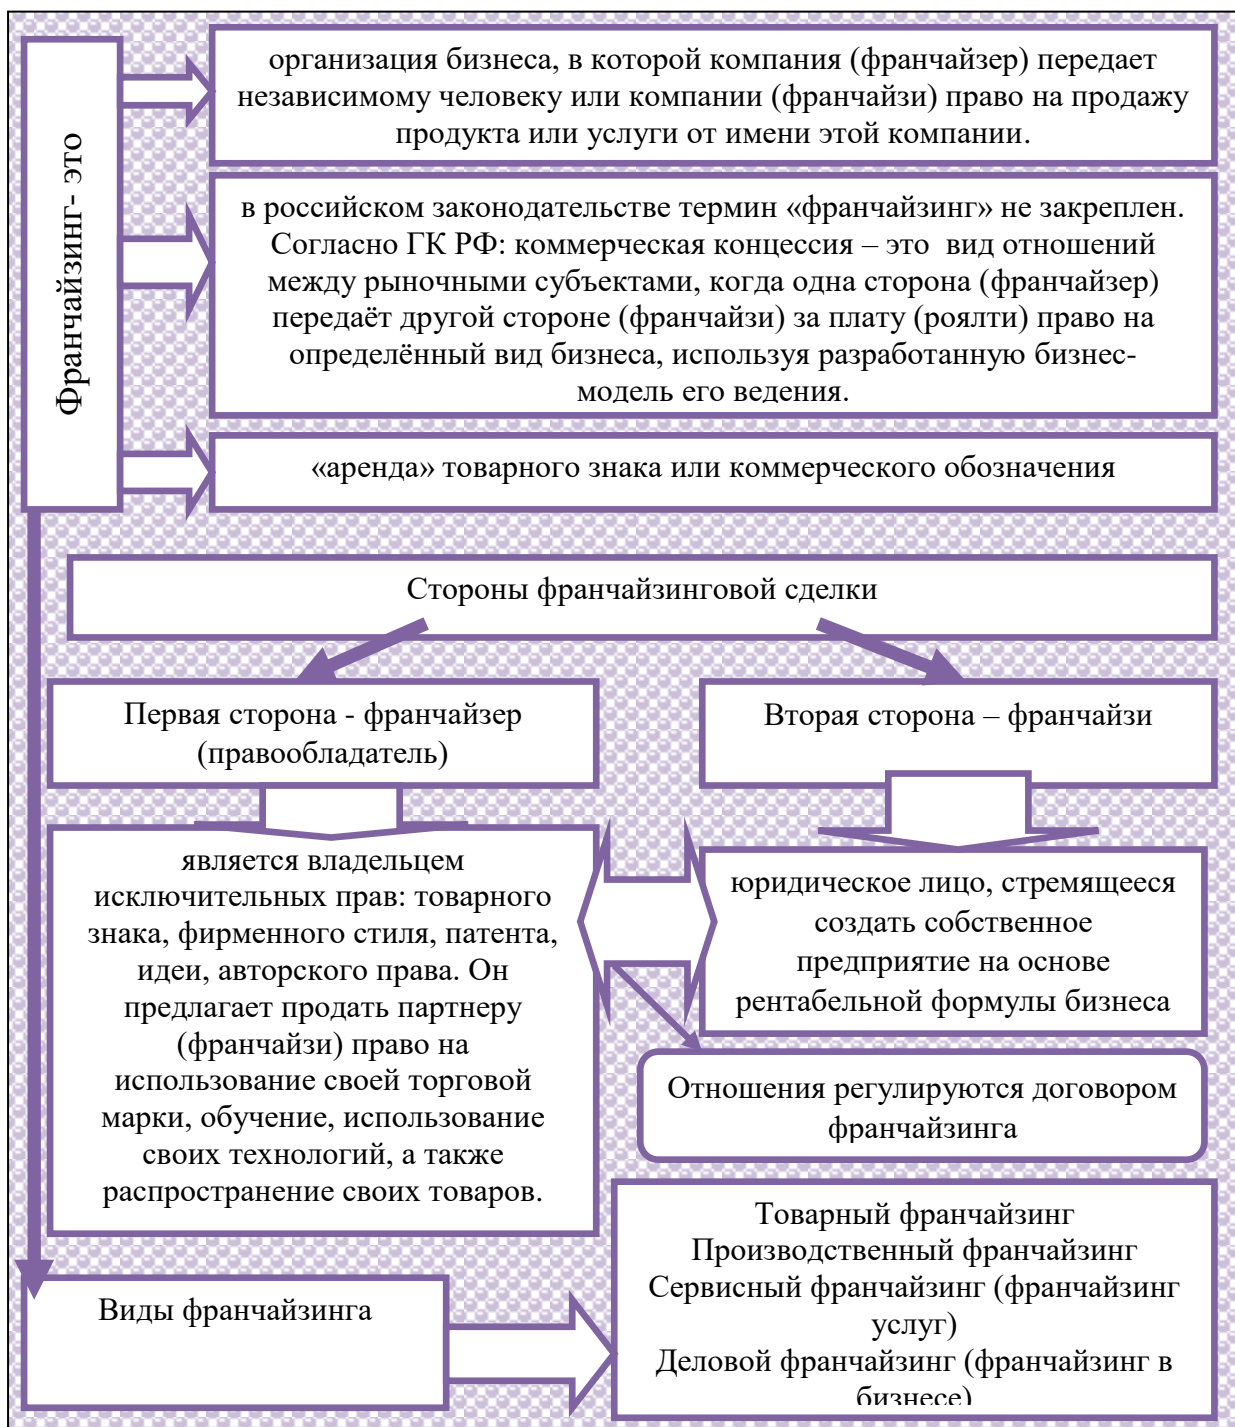 Франчайзинг- это
организация бизнеса, в которой компания (франчайзер) передает
независимому человеку или компании (франчайзи) право на продажу
продукта или услуги от имени этой компании.
в российском законодательстве термин «франчайзинг» не закреплен.
Согласно ГК РФ: коммерческая концессия – это вид отношений
между рыночными субъектами, когда одна сторона (франчайзер)
передаёт другой стороне (франчайзи) за плату (роялти) право на
определённый вид бизнеса, используя разработанную бизнес-
модель его ведения.
«аренда» товарного знака или коммерческого обозначения
Стороны франчайзинговой сделки
Первая сторона - франчайзер
(правообладатель)
Вторая сторона – франчайзи
является владельцем
исключительных прав: товарного
знака, фирменного стиля, патента,
идеи, авторского права. Он
предлагает продать партнеру
(франчайзи) право на
использование своей торговой
марки, обучение, использование
своих технологий, а также
распространение своих товаров.
юридическое лицо, стремящееся
создать собственное
предприятие на основе
рентабельной формулы бизнеса
Отношения регулируются договором
франчайзинга
Виды франчайзинга
Товарный франчайзинг
Производственный франчайзинг
Сервисный франчайзинг (франчайзинг
услуг)
Деловой франчайзинг (франчайзинг в
бизнесе)